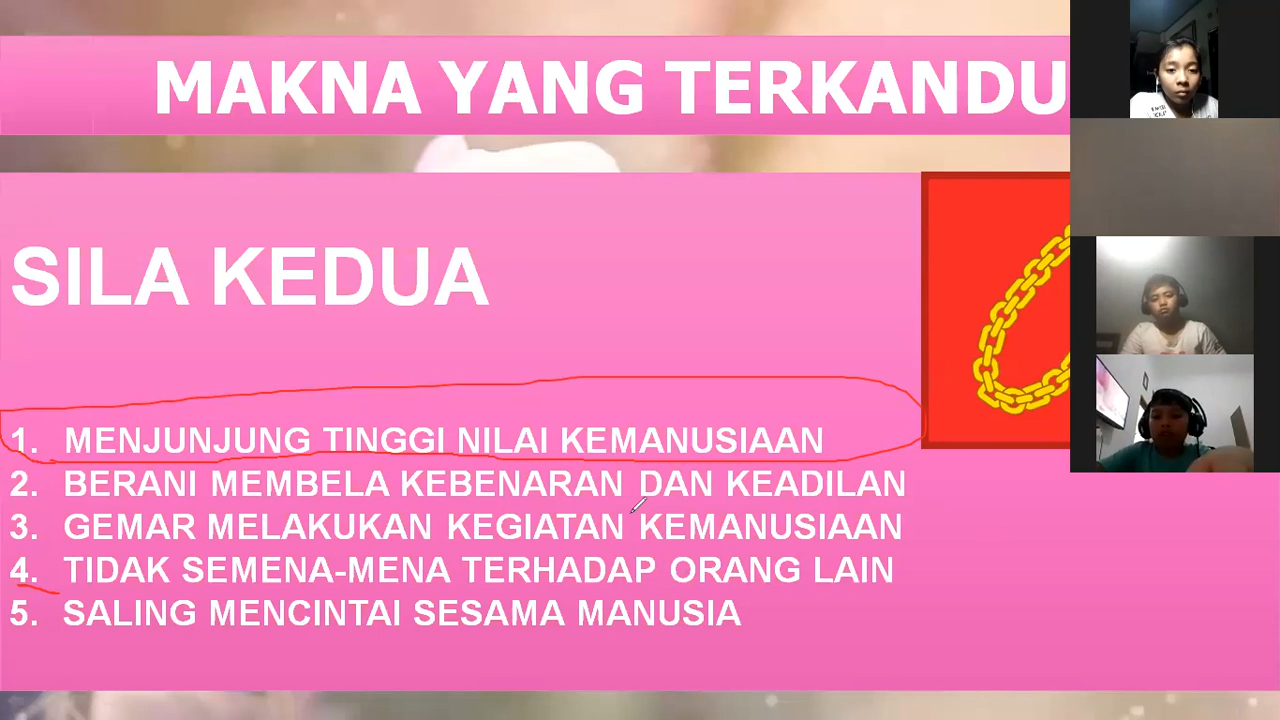 MAKNA YANG TERKANDU
SILA KEDUA
1. MENJUNJUNG TINGGI NILAI KEMANUSIAAN
2. BERANI MEMBELA KEBENARAN DAN KEADILAN
3. GEMAR MELAKUKAN KEGIATAN KEMANUSIAAN
4. TIDAK SEMENA-MENA TERHADAP ORANG LAIN
5. SALING MENCINTAI SESAMA MANUSIA